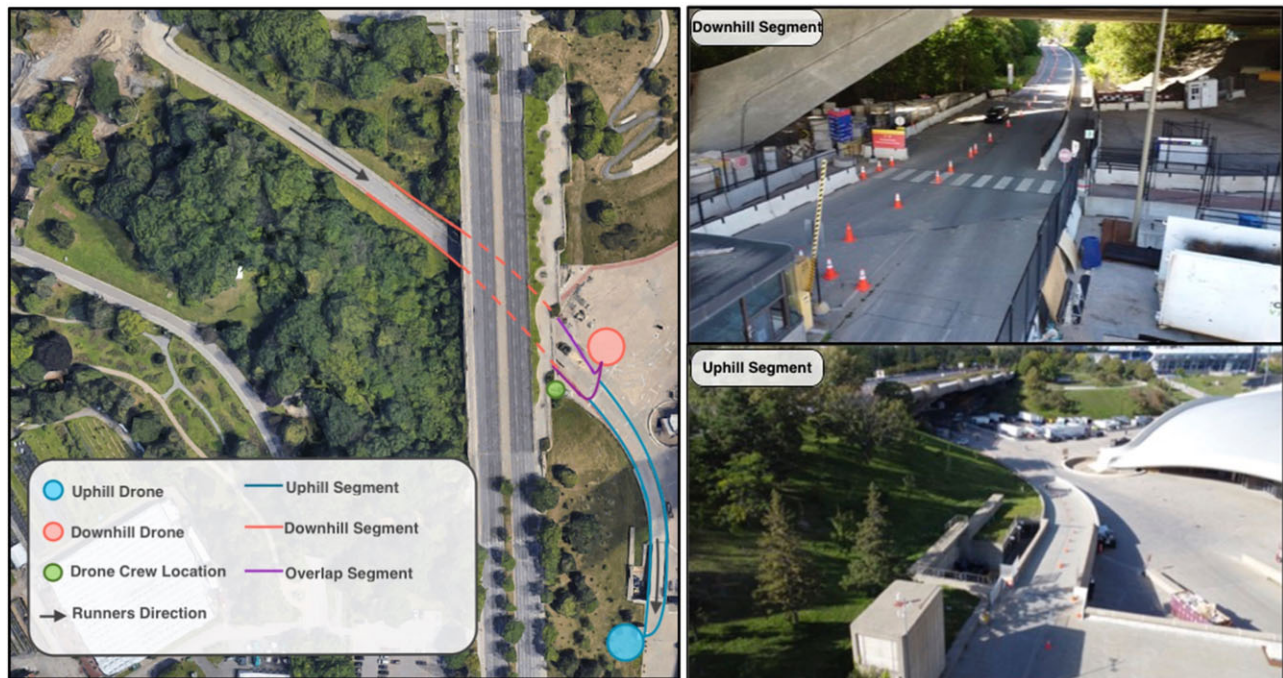 Downhill Segment
Uphill Segment
Uphill Drone
Uphill Segment
Downhill Drone
Downhill Segment
Drone Crew Location
Overlap Segment
Runners Direction